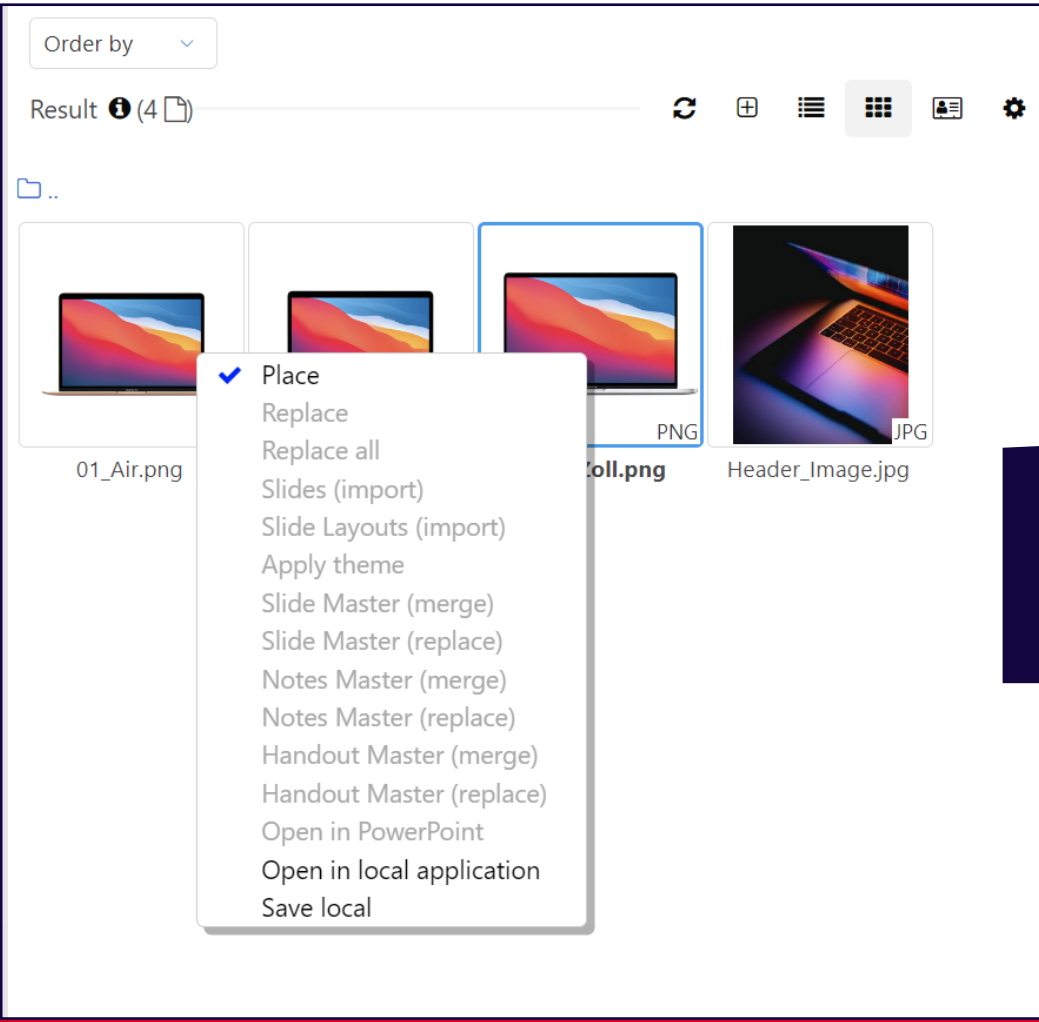 Order by
Result (4 )
..
PNG
JPG
01_Air.png
oll.png
Header_Image.jpg
Place
Replace
Replace all
Slides (import)
Slide Layouts (import)
Apply theme
Slide Master (merge)
Slide Master (replace)
Notes Master (merge)
Notes Master (replace)
Handout Master (merge)
Handout Master (replace)
Open in PowerPoint
Open in local application
Save local